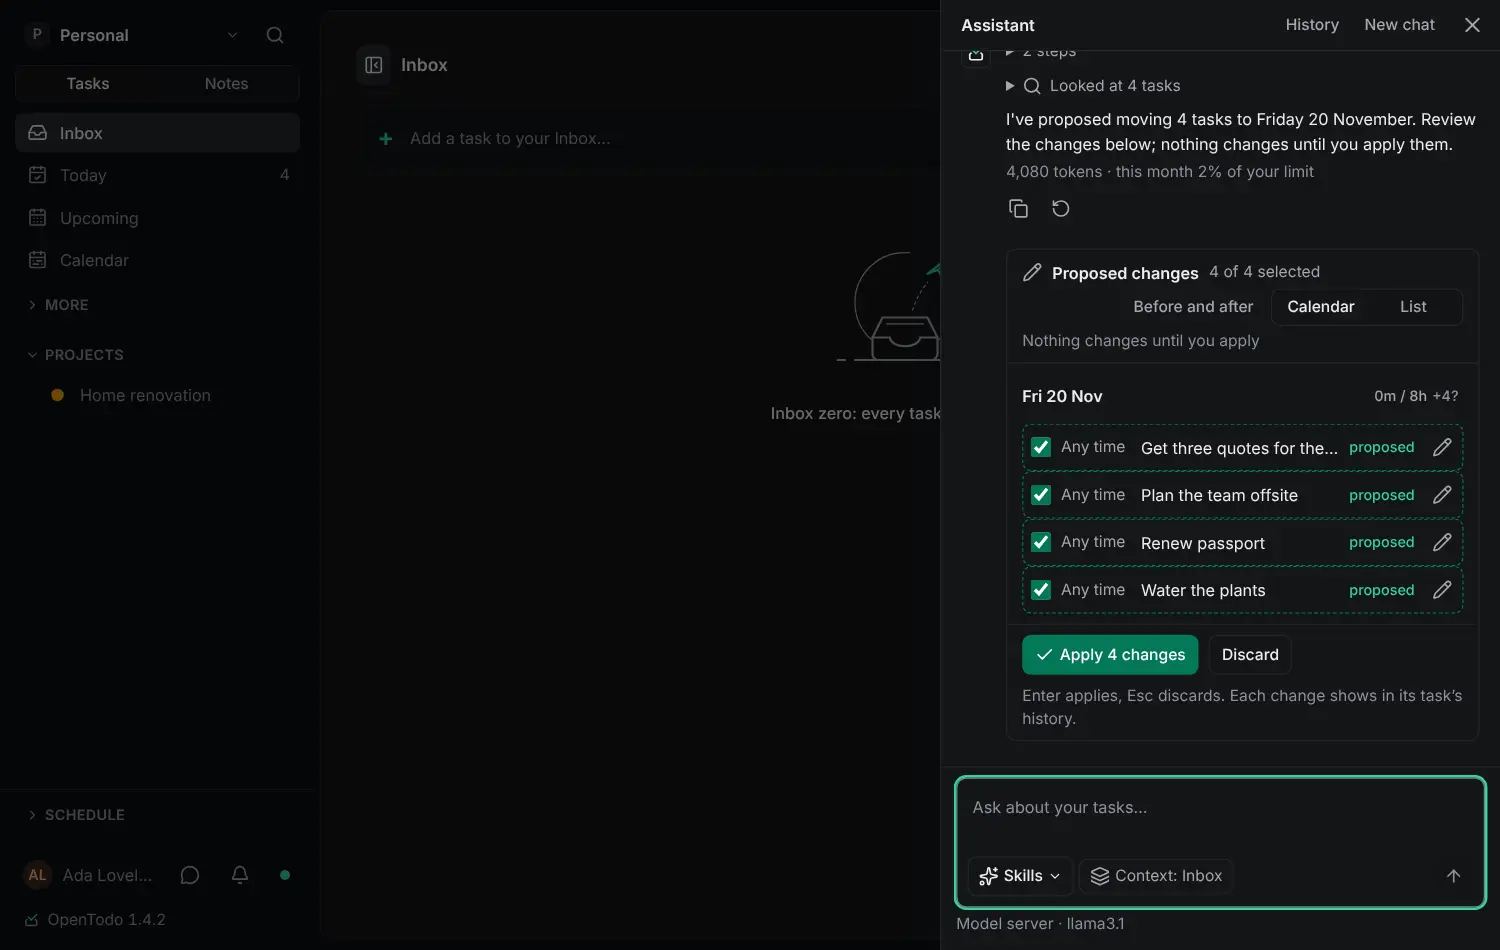 P Personal
Tasks Notes
Inbox
Today 4
Upcoming
Calendar
MORE
PROJECTS
Home renovation
SCHEDULE
AL Ada Lovel...
OpenTodo 1.4.2
Inbox
Add a task to your Inbox...
Inbox zero: every task
Assistant History New chat
2 steps
Looked at 4 tasks
I've proposed moving 4 tasks to Friday 20 November. Review
the changes below; nothing changes until you apply them.
4,080 tokens · this month 2% of your limit
Proposed changes 4 of 4 selected
Before and after Calendar List
Nothing changes until you apply
Fri 20 Nov 0m / 8h +4?
Any time Get three quotes for the... proposed
Any time Plan the team offsite proposed
Any time Renew passport proposed
Any time Water the plants proposed
Apply 4 changes Discard
Enter applies, Esc discards. Each change shows in its task’s
history.
Ask about your tasks...
Skills Context: Inbox
Model server · llama3.1